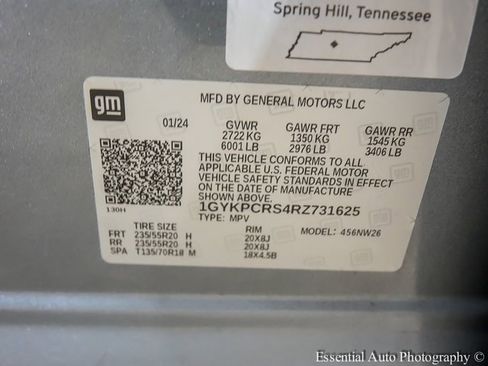 Spring Hill, Tennessee
gm
MFD BY GENERAL MOTORS LLC
01/24 GVWR GAWR FRT GAWR RR
2722 KG 1350 KG 1545 KG
6001 LB 2976 LB 3406 LB
THIS VEHICLE CONFORMS TO ALL
APPLICABLE U.S. FEDERAL MOTOR
VEHICLE SAFETY STANDARDS IN EFFECT
ON THE DATE OF MANUFACTURE
SHOWN ABOVE.
1GYKPCRS4RZ731625
130H TYPE: MPV
TIRE SIZE RIM MODEL: 456NW26
FRT 235/55R20 H 20X8J
RR 235/55R20 H 20X8J
SPA T135/70R18 M 18X4.5B
Essential Auto Photography ©